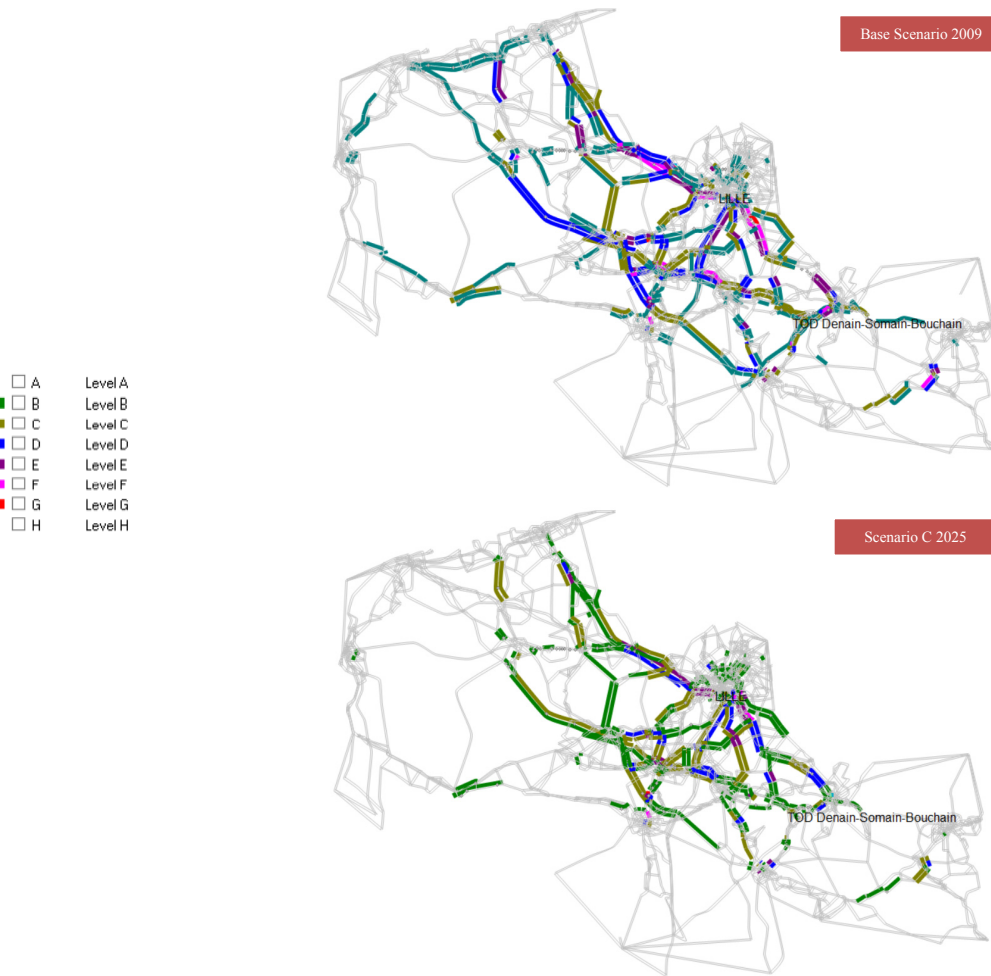 Base Scenario 2009
LILLE
TOD Denain-Somain-Bouchain
A Level A
B Level B
C Level C
D Level D
E Level E
F Level F
G Level G
H Level H
Scenario C 2025
LILLE
TOD Denain-Somain-Bouchain